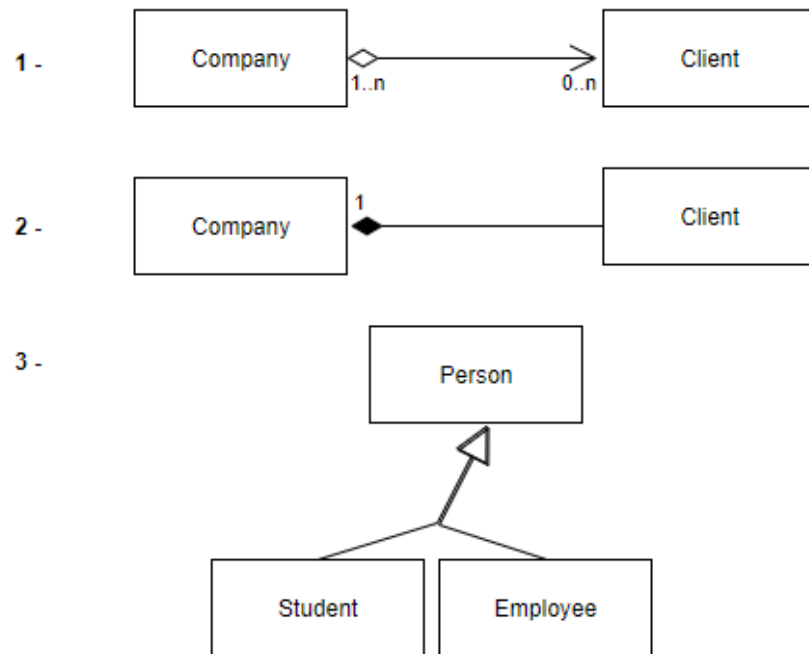 1 -
Company
1..n
0..n
Client
2 -
Company
1
Client
3 -
Person
Student
Employee